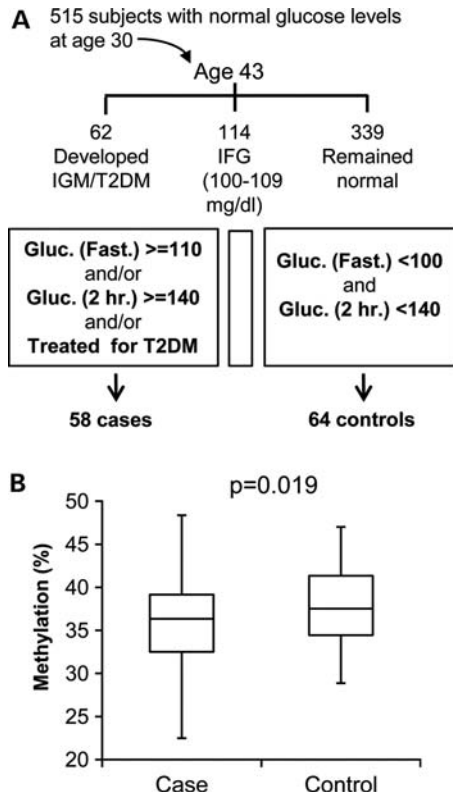 A 515 subjects with normal glucose levels
at age 30
Age 43
62
Developed
IGM/T2DM
114
IFG
(100-109
mg/dl)
339
Remained
normal
Gluc. (Fast.) >=110
and/or
Gluc. (2 hr.) >=140
and/or
Treated for T2DM
Gluc. (Fast.) <100
and
Gluc. (2 hr.) <140
58 cases
64 controls
B
p=0.019
Methylation (%)
50
45
40
35
30
25
20
Case
Control